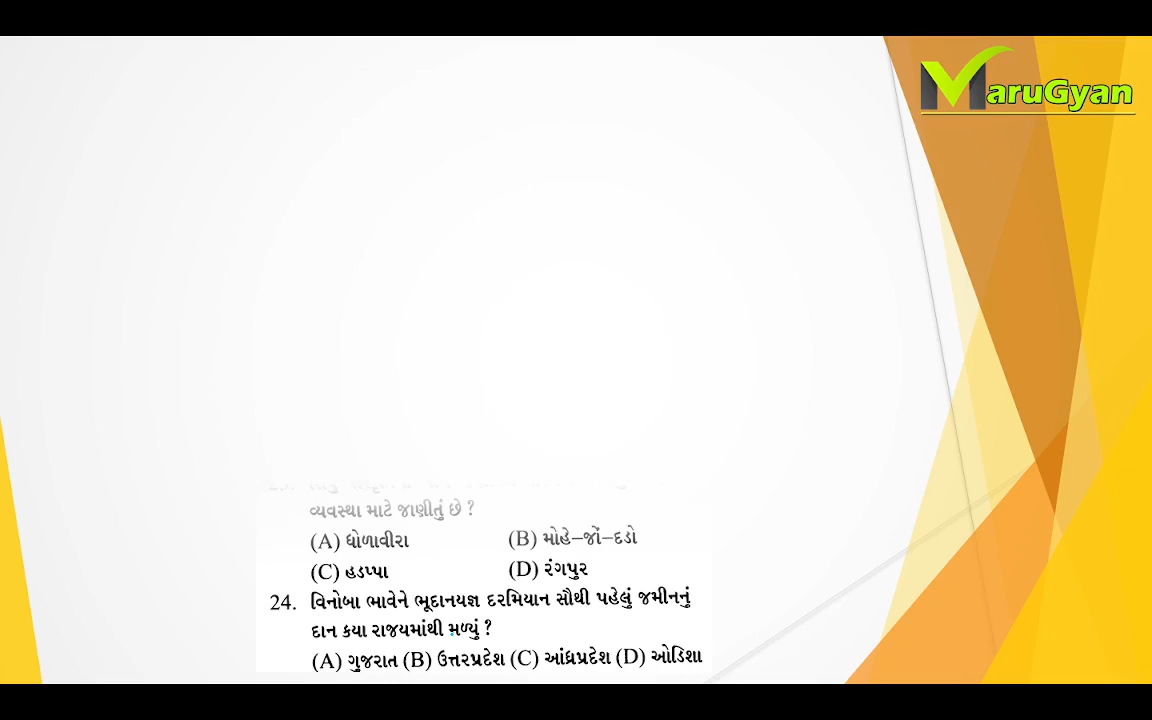 MaruGyan
વ્યવસ્થા માટે જાણીતું છે ?
(A) ધોળાવીરા (B) મોહે–જોં–દડો
(C) હડપ્પા (D) રંગપુર
24. વિનોબા ભાવેને ભૂદાનયજ્ઞ દરમિયાન સૌથી પહેલું જમીનનું
દાન કયા રાજયમાંથી મળ્યું ?
(A) ગુજરાત (B) ઉત્તરપ્રદેશ (C) આંધ્રપ્રદેશ (D) ઓડિશા